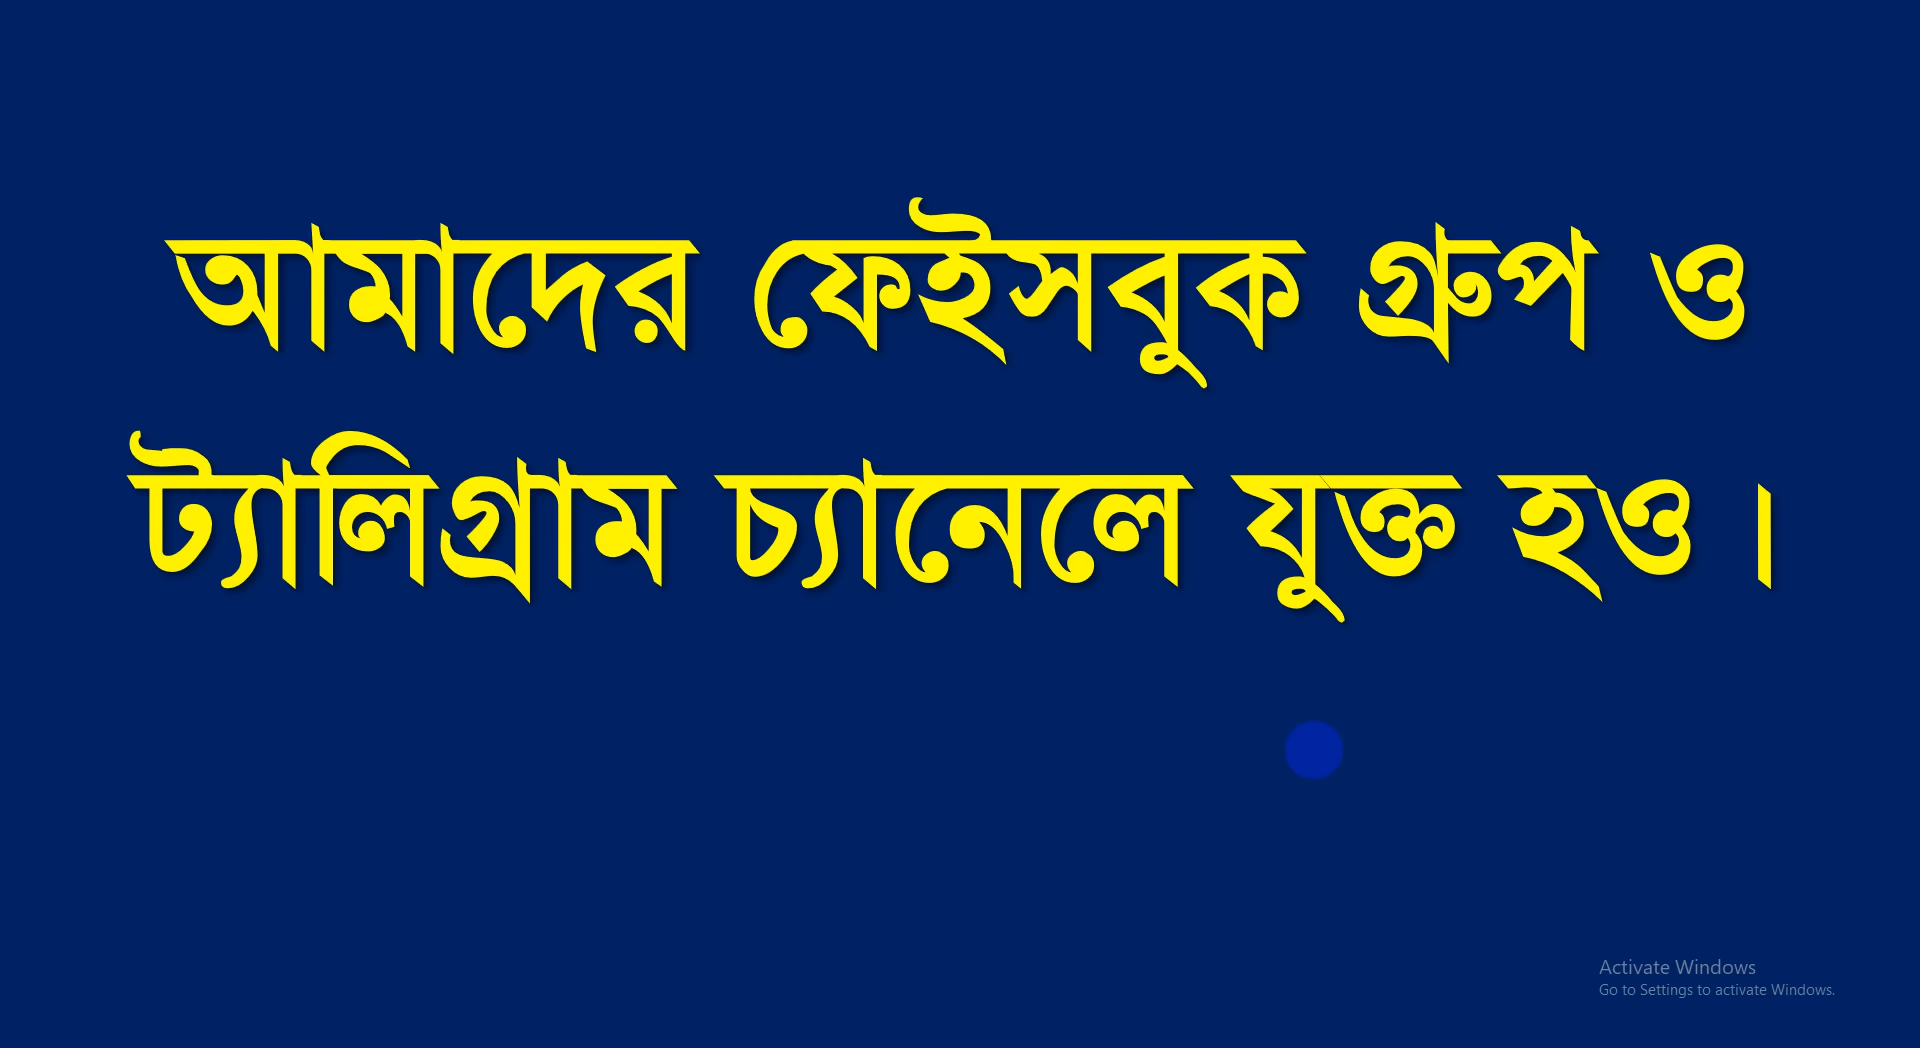 আমাদের ফেইসবুক গ্রুপ ও
ট্যালিগ্রাম চ্যানেলে যুক্ত হও।
Activate Windows
Go to Settings to activate Windows.